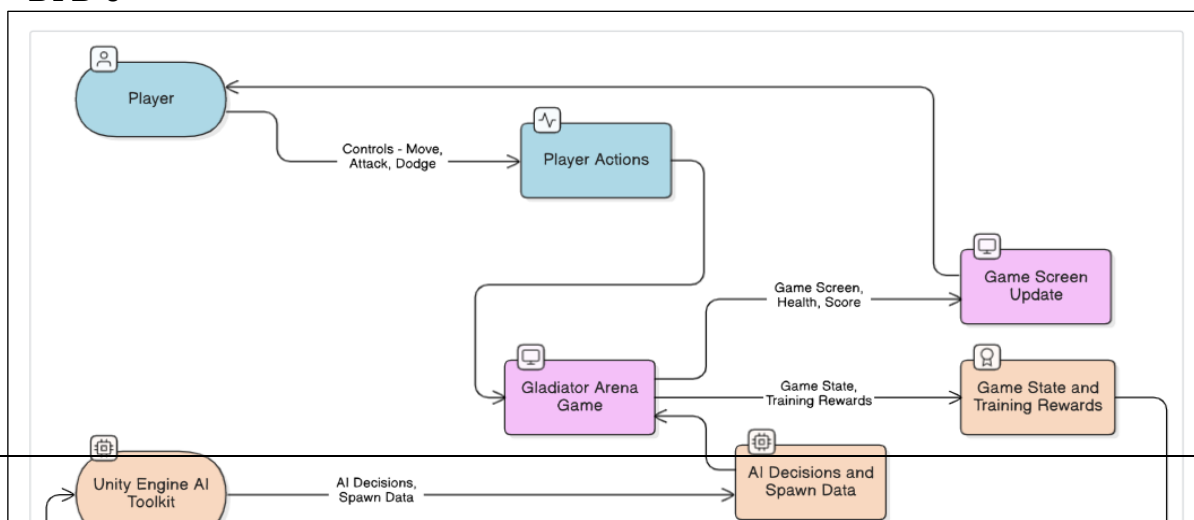 Player
Controls - Move,
Attack, Dodge
Player Actions
Game Screen
Update
Game Screen,
Health, Score
Gladiator Arena
Game
Game State,
Training Rewards
Game State and
Training Rewards
Unity Engine AI
Toolkit
AI Decisions,
Spawn Data
AI Decisions and
Spawn Data